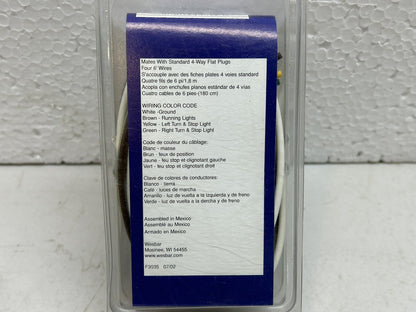 Mates With Standard 4-Way Flat Plugs
Four 6' Wires
S'accouple avec des fiches plates 4 voies standard
Quatre fils de 6 pi/1,8 m
Acopla con enchufes planos estándar de 4 vías
Cuatro cables de 6 pies (180 cm)
WIRING COLOR CODE
White -Ground
Brown - Running Lights
Yellow - Left Turn & Stop Light
Green - Right Turn & Stop Light
Code de couleur du câblage:
Blanc - masse
Brun - feux de position
Jaune - feu stop et clignotant gauche
Vert - feu stop et clignotant droit
Clave de colores de conductores:
Blanco - tierra
Café - luces de marcha
Amarillo - luz de vuelta a la izquierda y de freno
Verde - luz de vuelta a la dercha y de freno
Assembled in Mexico
Assemblé au Mexico
Armado en Mexico
Wesbar
Mosinee, WI 54455
www.wesbar.com
F3035 07/02